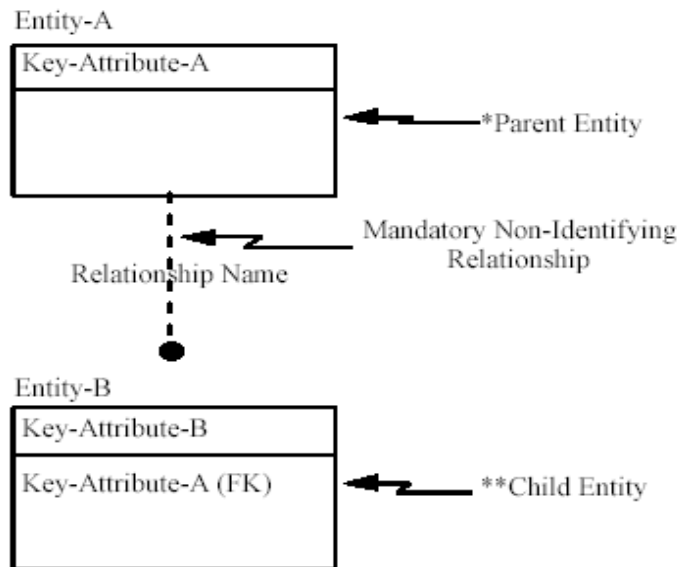 Entity-A
Key-Attribute-A
*Parent Entity
Mandatory Non-Identifying
Relationship
Relationship Name
Entity-B
Key-Attribute-B
Key-Attribute-A (FK)
**Child Entity